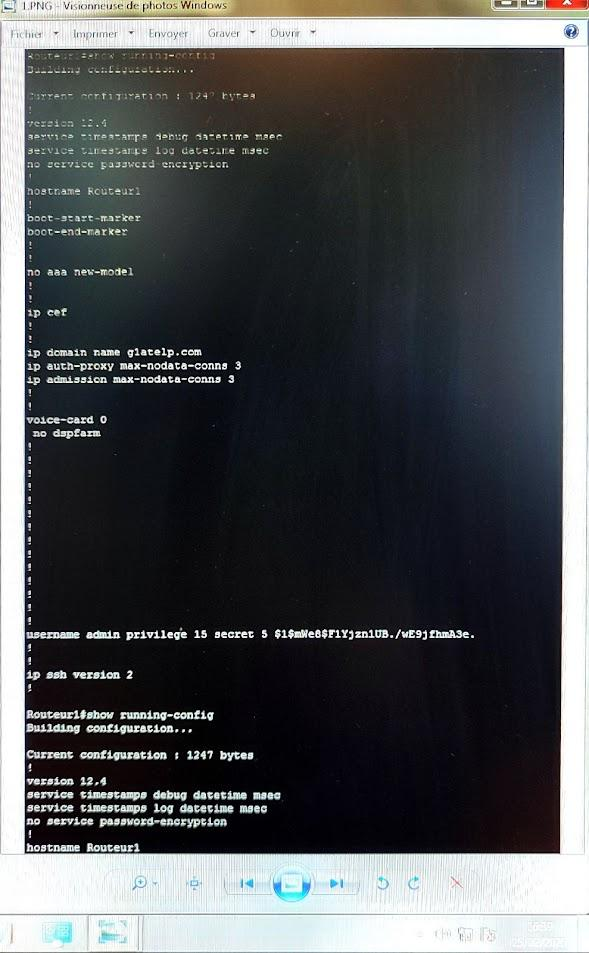 1.PNG - Visionneuse de photos Windows
Fichier Imprimer Envoyer Graver Ouvrir
Routeur1#show running-config
Building configuration...
Current configuration : 1247 bytes
!
version 12.4
service timestamps debug datetime msec
service timestamps log datetime msec
no service password-encryption
!
hostname Routeur1
!
boot-start-marker
boot-end-marker
!
!
no aaa new-model
!
!
ip cef
!
!
ip domain name g1atelp.com
ip auth-proxy max-nodata-conns 3
ip admission max-nodata-conns 3
!
!
voice-card 0
no dspfarm
!
!
!
!
!
!
!
!
!
!
!
!
!
!
username admin privilege 15 secret 5 $1$mWe8$F1Yjzn1UB./wE9jfhmA3e.
!
!
ip ssh version 2
!
Routeur1#show running-config
Building configuration...
Current configuration : 1247 bytes
!
version 12.4
service timestamps debug datetime msec
service timestamps log datetime msec
no service password-encryption
!
hostname Routeur1